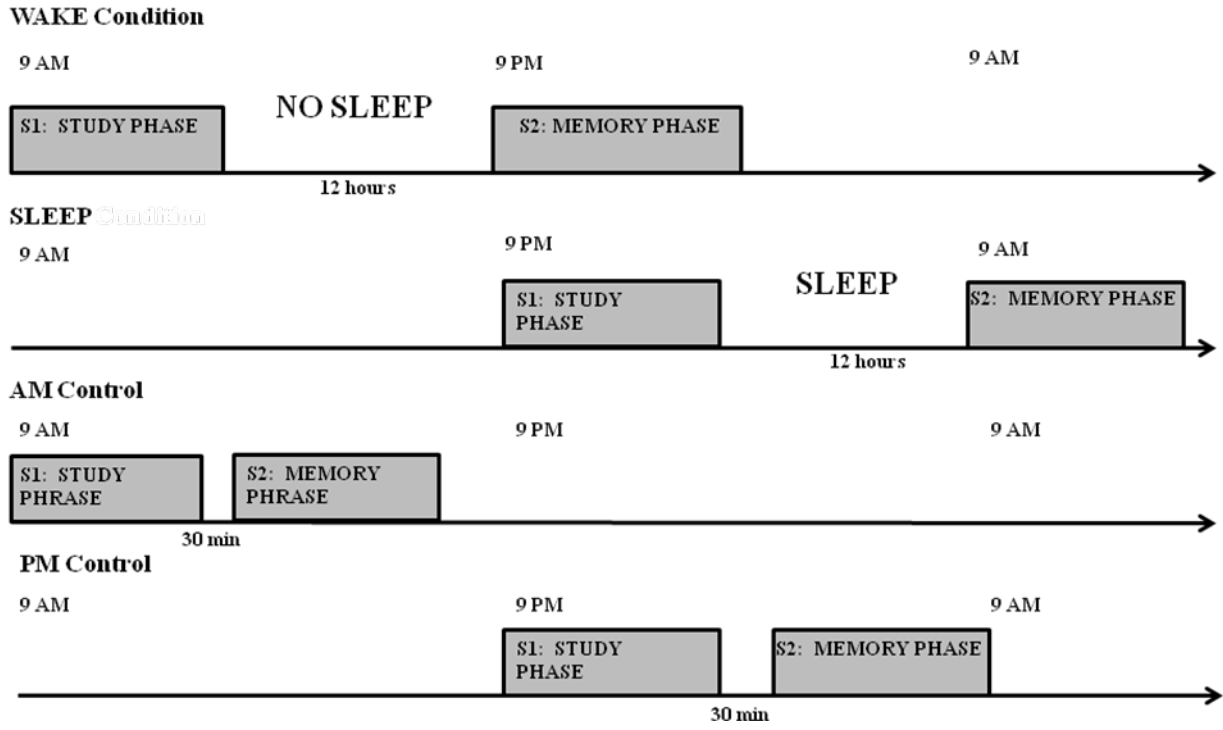 WAKE Condition
9 AM
9 PM
9 AM
NO SLEEP
S1: STUDY PHASE
S2: MEMORY PHASE
12 hours
SLEEP Condition
9 AM
9 PM
9 AM
SLEEP
S1: STUDY
PHASE
S2: MEMORY PHASE
12 hours
AM Control
9 AM
9 PM
9 AM
S1: STUDY
PHRASE
S2: MEMORY
PHRASE
30 min
PM Control
9 AM
9 PM
9 AM
S1: STUDY
PHASE
S2: MEMORY PHASE
30 min